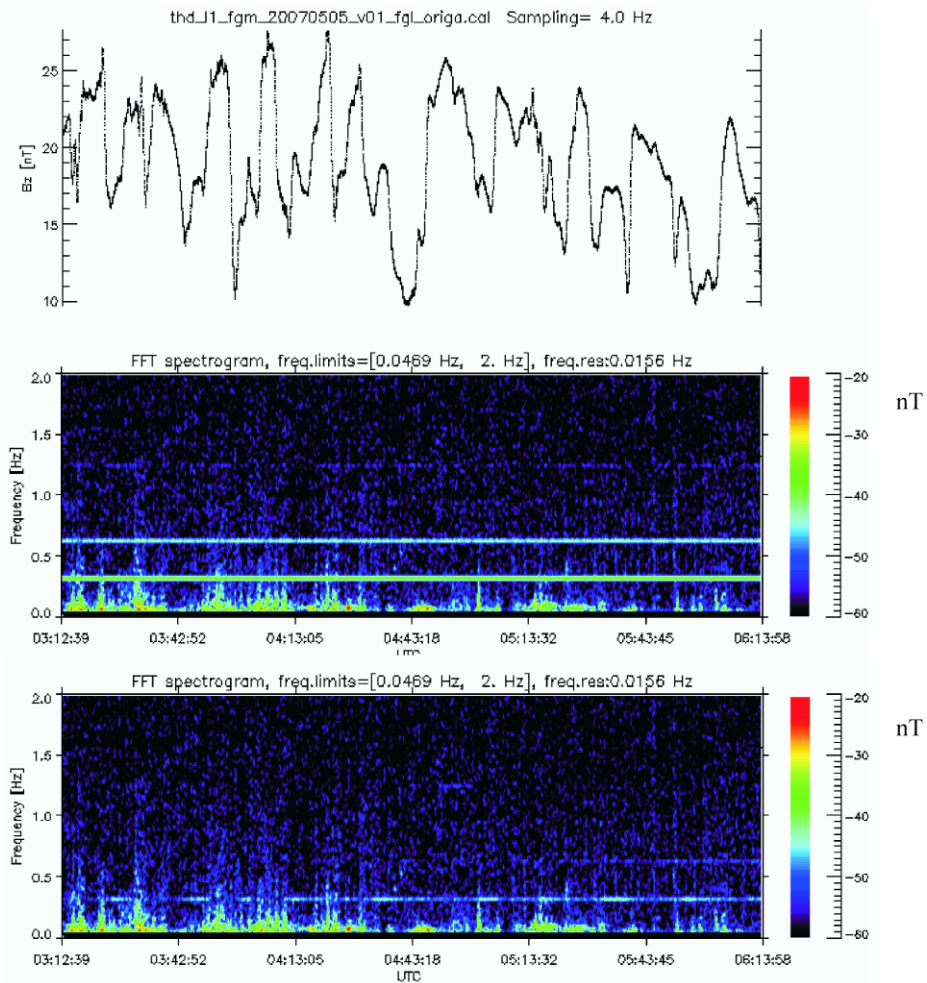 thd_l1_fgm_20070505_v01_fgl_origa.cal Sampling= 4.0 Hz
25
20
15
10
Bz [nT]
FFT spectrogram, freq.limits=[0.0469 Hz, 2. Hz], freq.res:0.0156 Hz
2.0
1.5
1.0
0.5
0.0
Frequency [Hz]
03:12:39 03:42:52 04:13:05 04:43:18 05:13:32 05:43:45 06:13:58
UTC
-20
-30
-40
-50
-60
nT
FFT spectrogram, freq.limits=[0.0469 Hz, 2. Hz], freq.res:0.0156 Hz
2.0
1.5
1.0
0.5
0.0
Frequency [Hz]
03:12:39 03:42:52 04:13:05 04:43:18 05:13:32 05:43:45 06:13:58
UTC
-20
-30
-40
-50
-60
nT